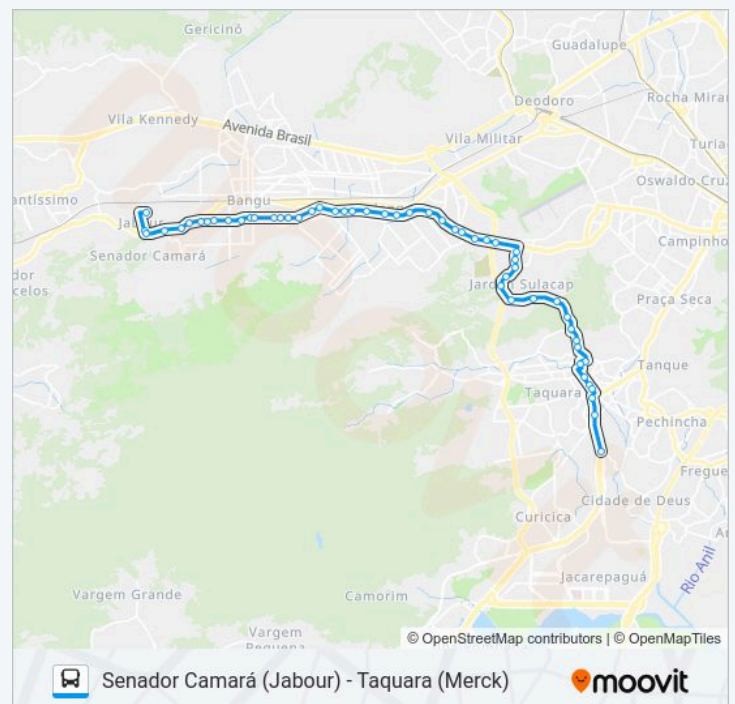 Gericinó
Guadalupe
Deodoro
Rocha Mira
Vila Kennedy
Avenida Brasil
Vila Militar
Turia
Oswaldo Cruz
antíssimo
Bangu
Jabour
Campinho
Senador Camará
dor
celos
Jardim Sulacap
Praça Seca
Tanque
Taquara
Pechincha
Fregue
Cidade de Deus
Curicica
Rio Anil
Jacarepaguá
Vargem Grande
Camorim
Vargem
Pequena
© OpenStreetMap contributors | © OpenMapTiles
Senador Camará (Jabour) - Taquara (Merck)
moovit